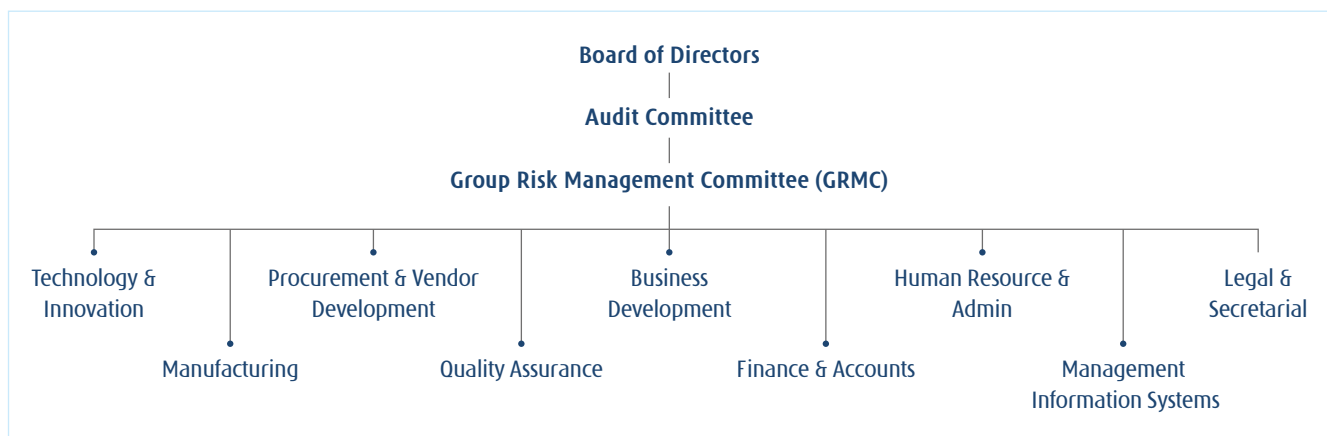 Board of Directors
Audit Committee
Group Risk Management Committee (GRMC)
Technology &
Innovation
Procurement & Vendor
Development
Business
Development
Human Resource &
Admin
Legal &
Secretarial
Manufacturing
Quality Assurance
Finance & Accounts
Management
Information Systems